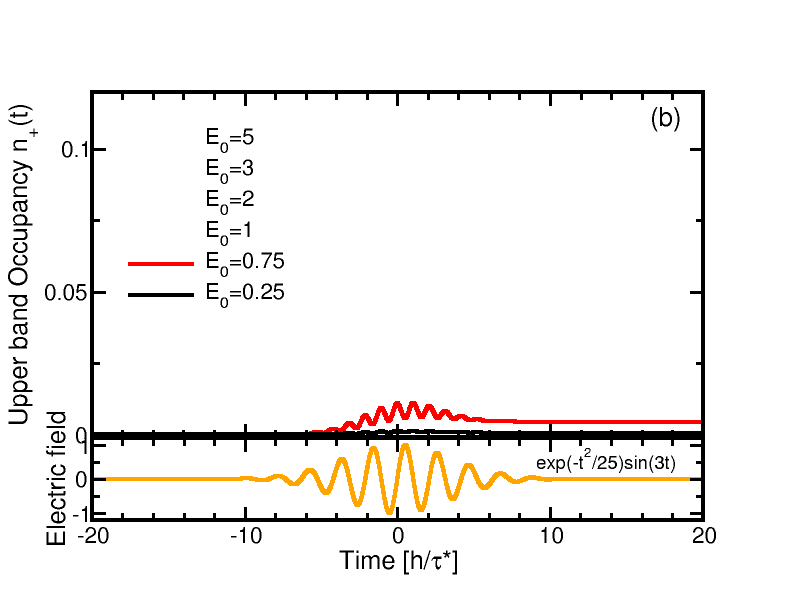 (b)
Upper band Occupancy n₊(t)
0.1
0.05
0
E₀=5
E₀=3
E₀=2
E₀=1
E₀=0.75
E₀=0.25
Electric field
1
0
-1
exp(-t²/25)sin(3t)
-20 -10 0 10 20
Time [h/τ*]